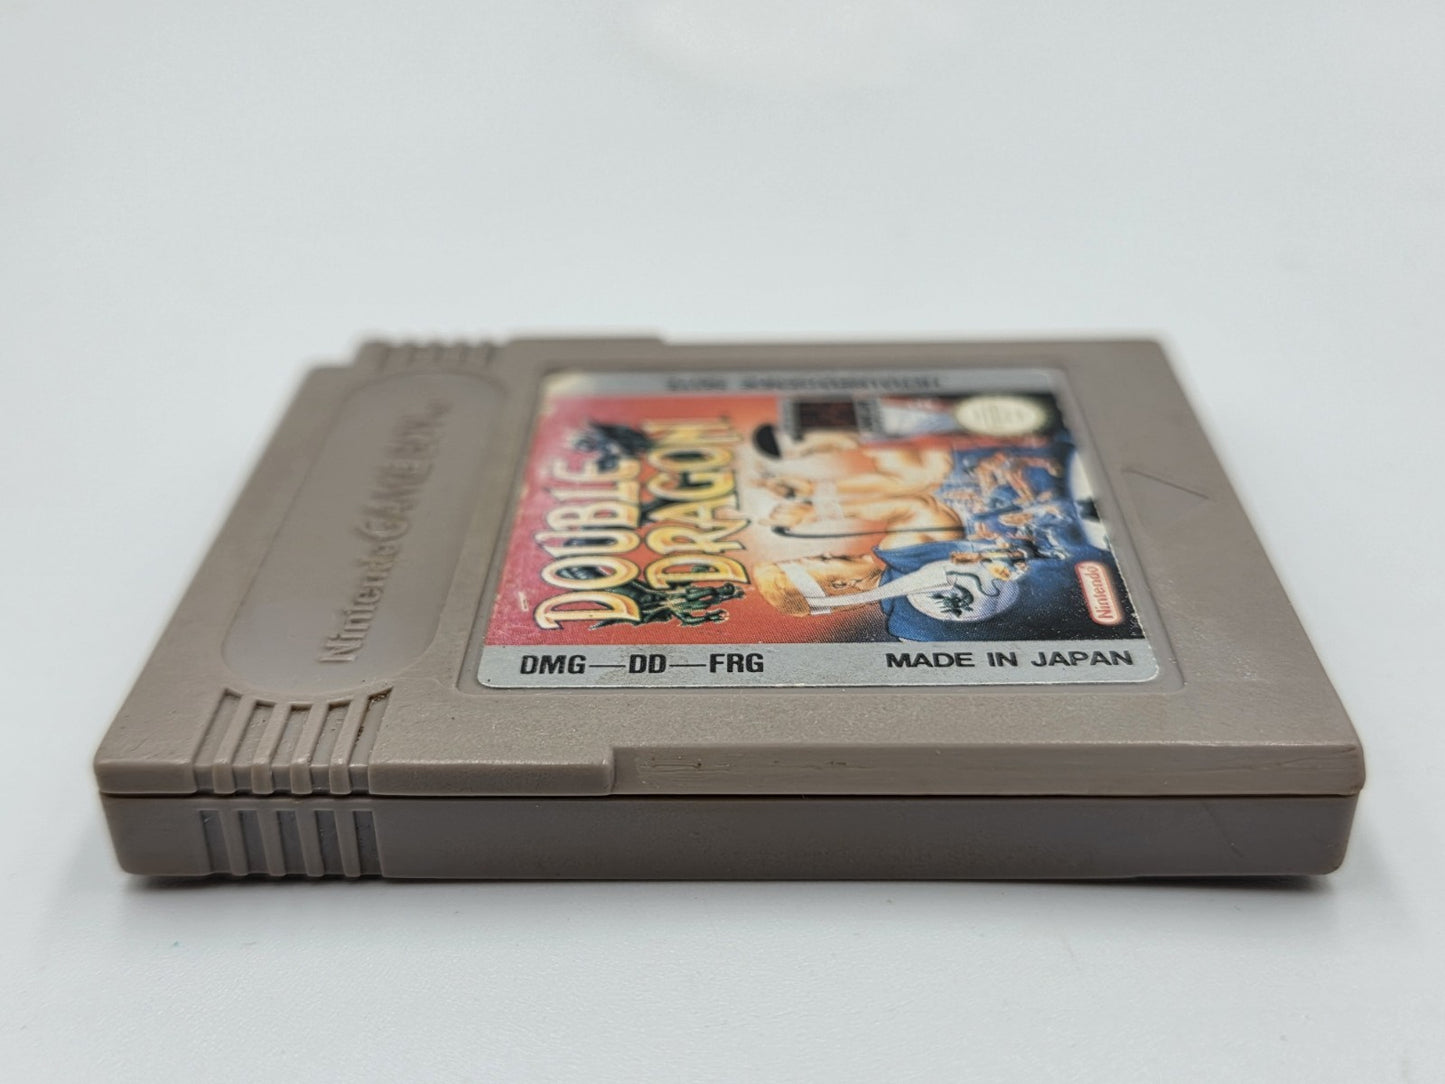 Nintendo GAME BOY
DOUBLE
DRAGON
Nintendo
DMG—DD—FRG
MADE IN JAPAN